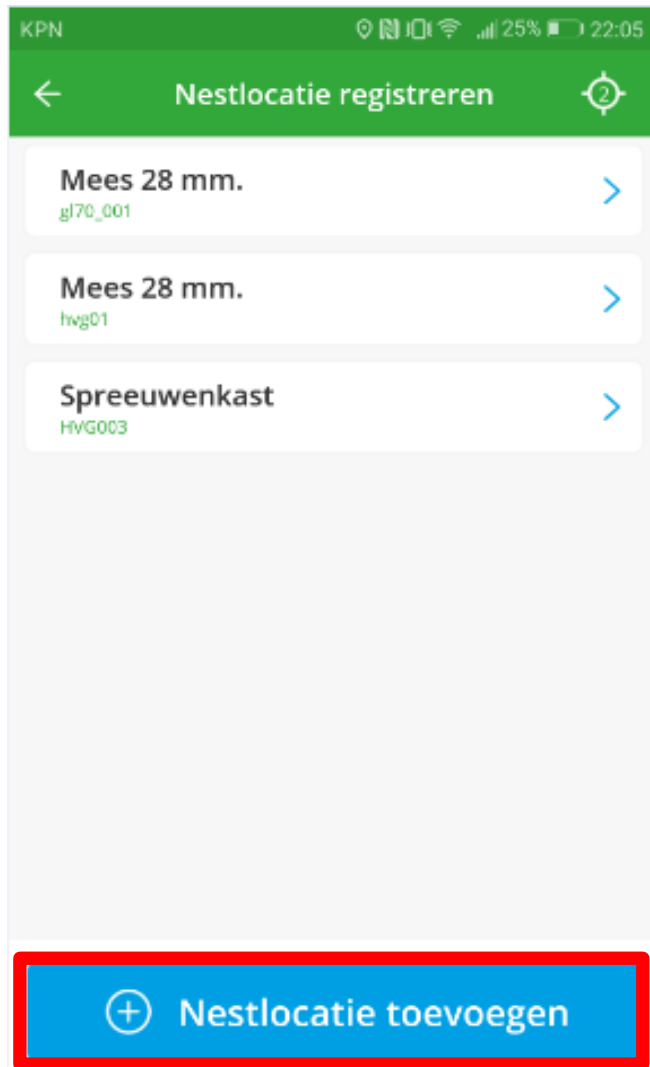 KPN 25% 22:05
Nestlocatie registreren 2
Mees 28 mm.
gl70_001
Mees 28 mm.
hvg01
Spreeuwenkast
HVG003
Nestlocatie toevoegen